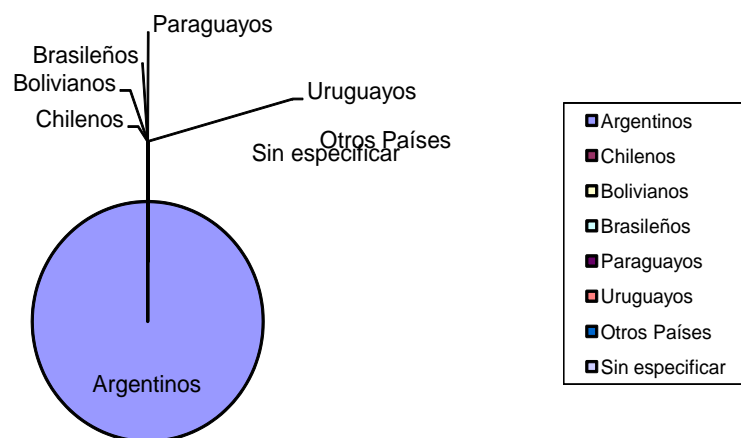 Paraguayos
Brasileños
Bolivianos
Uruguayos
Chilenos
Otros Países
Sin especificar
Argentinos
Argentinos
Chilenos
Bolivianos
Brasileños
Paraguayos
Uruguayos
Otros Países
Sin especificar